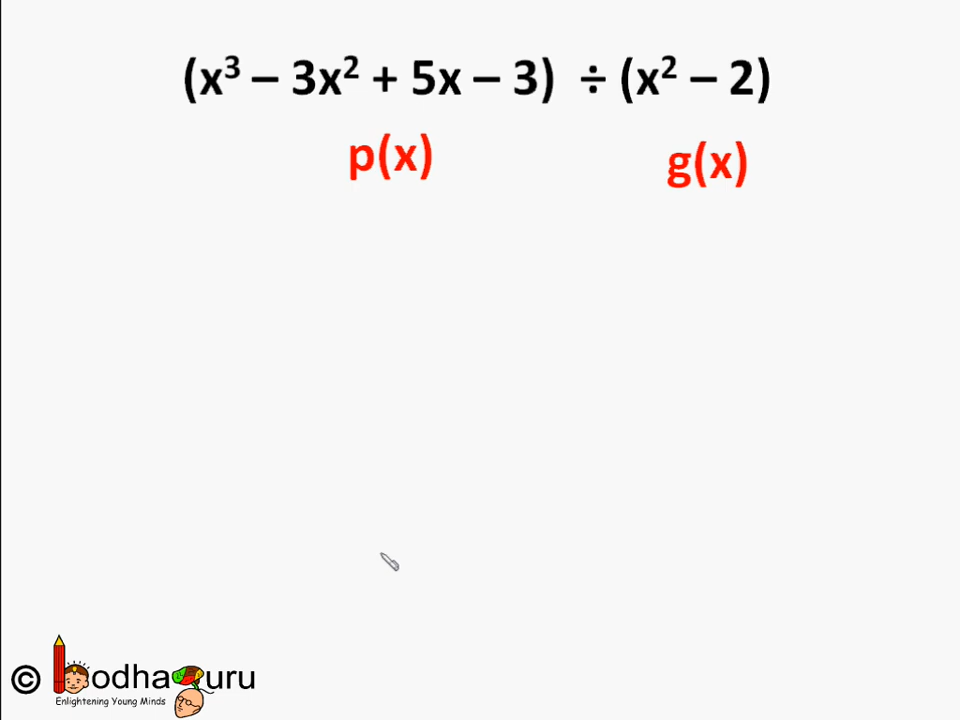 (x³ – 3x² + 5x – 3) ÷ (x² – 2)
p(x) g(x)
© bodhaguru
Enlightening Young Minds